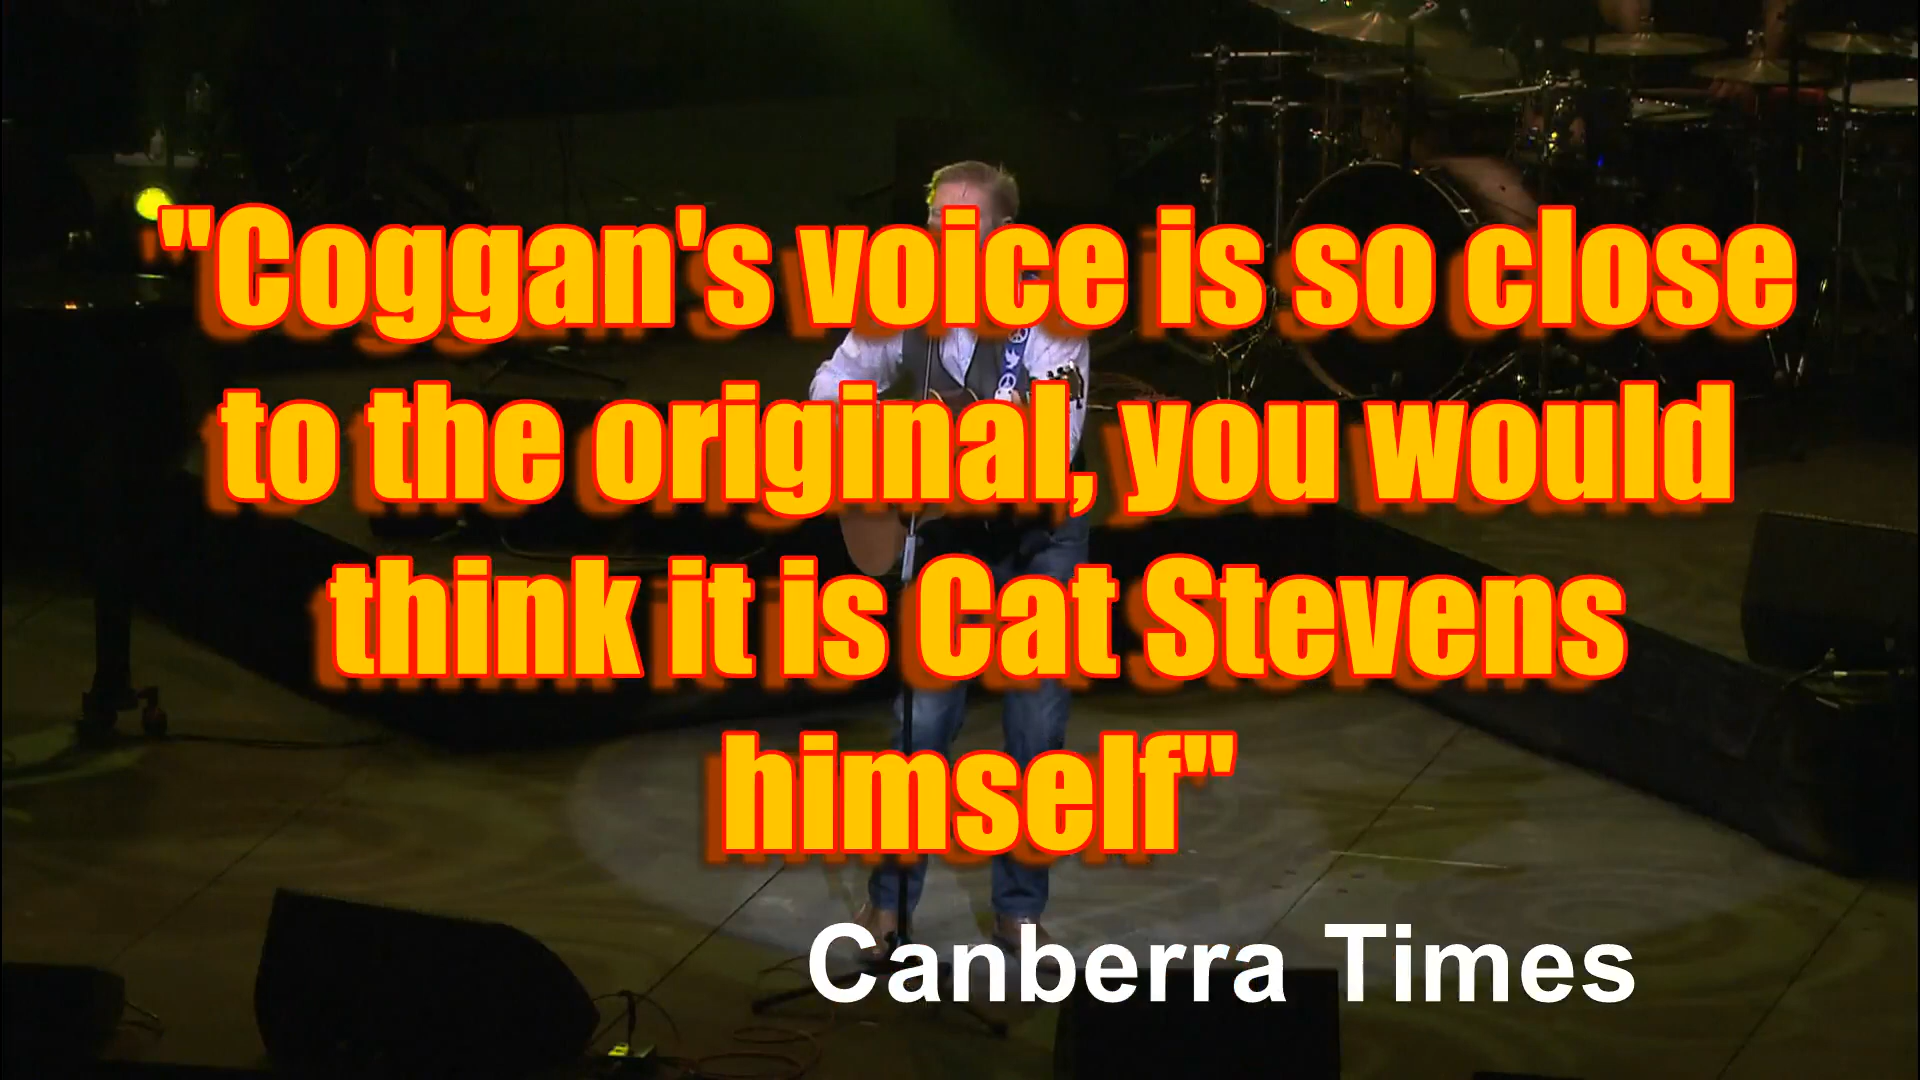 "Coggan's voice is so close
to the original, you would
think it is Cat Stevens
himself"
Canberra Times